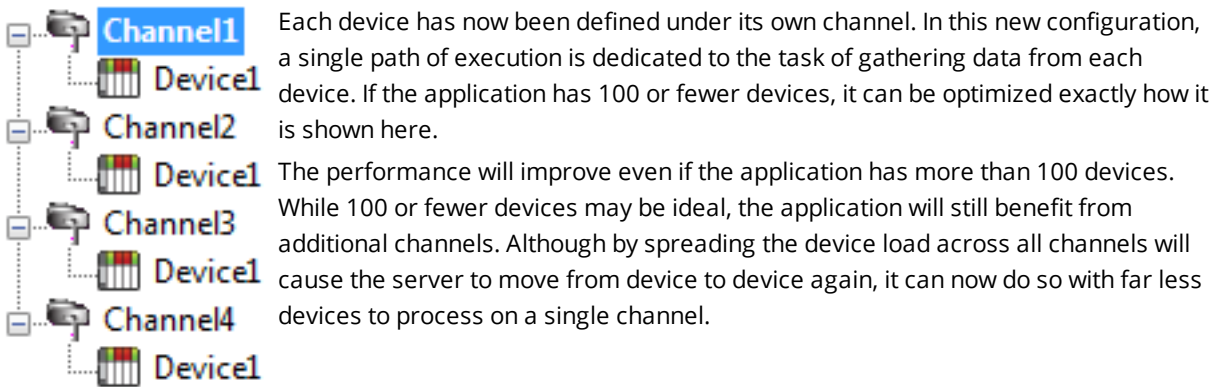 Channel1
Device1
Channel2
Device1
Channel3
Device1
Channel4
Device1
Each device has now been defined under its own channel. In this new configuration,
a single path of execution is dedicated to the task of gathering data from each
device. If the application has 100 or fewer devices, it can be optimized exactly how it
is shown here.
The performance will improve even if the application has more than 100 devices.
While 100 or fewer devices may be ideal, the application will still benefit from
additional channels. Although by spreading the device load across all channels will
cause the server to move from device to device again, it can now do so with far less
devices to process on a single channel.